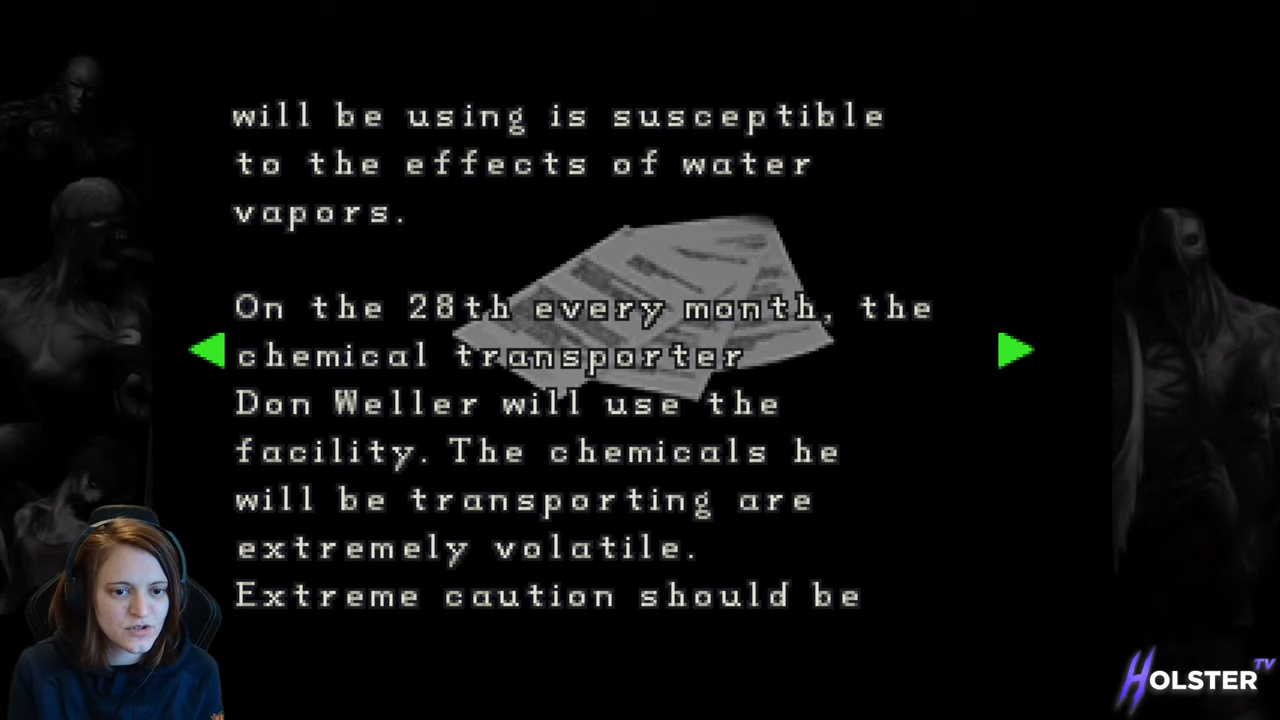 will be using is susceptible
to the effects of water
vapors.
On the 28th every month, the
chemical transporter
Don Weller will use the
facility. The chemicals he
will be transporting are
extremely volatile.
Extreme caution should be
HOLSTER TV